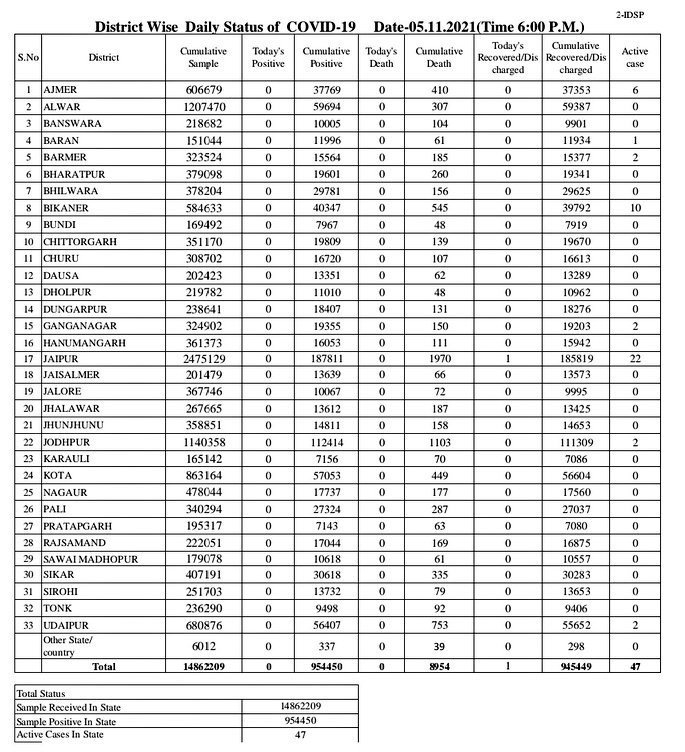 2-IDSP
District Wise Daily Status of COVID-19 Date-05.11.2021(Time 6:00 P.M.)
S.No District Cumulative Sample Today's Positive Cumulative Positive Today's Death Cumulative Death Today's Recovered/Dis charged Cumulative Recovered/Dis charged Active case
1 AJMER 606679 0 37769 0 410 0 37353 6
2 ALWAR 1207470 0 59694 0 307 0 59387 0
3 BANSWARA 218682 0 10005 0 104 0 9901 0
4 BARAN 151044 0 11996 0 61 0 11934 1
5 BARMER 323524 0 15564 0 185 0 15377 2
6 BHARATPUR 379098 0 19601 0 260 0 19341 0
7 BHILWARA 378204 0 29781 0 156 0 29625 0
8 BIKANER 584633 0 40347 0 545 0 39792 10
9 BUNDI 169492 0 7967 0 48 0 7919 0
10 CHITTORGARH 351170 0 19809 0 139 0 19670 0
11 CHURU 308702 0 16720 0 107 0 16613 0
12 DAUSA 202423 0 13351 0 62 0 13289 0
13 DHOLPUR 219782 0 11010 0 48 0 10962 0
14 DUNGARPUR 238641 0 18407 0 131 0 18276 0
15 GANGANAGAR 324902 0 19355 0 150 0 19203 2
16 HANUMANGARH 361373 0 16053 0 111 0 15942 0
17 JAIPUR 2475129 0 187811 0 1970 1 185819 22
18 JAISALMER 201479 0 13639 0 66 0 13573 0
19 JALORE 367746 0 10067 0 72 0 9995 0
20 JHALAWAR 267665 0 13612 0 187 0 13425 0
21 JHUNJHUNU 358851 0 14811 0 158 0 14653 0
22 JODHPUR 1140358 0 112414 0 1103 0 111309 2
23 KARAULI 165142 0 7156 0 70 0 7086 0
24 KOTA 863164 0 57053 0 449 0 56604 0
25 NAGAUR 478044 0 17737 0 177 0 17560 0
26 PALI 340294 0 27324 0 287 0 27037 0
27 PRATAPGARH 195317 0 7143 0 63 0 7080 0
28 RAJSAMAND 222051 0 17044 0 169 0 16875 0
29 SAWAI MADHOPUR 179078 0 10618 0 61 0 10557 0
30 SIKAR 407191 0 30618 0 335 0 30283 0
31 SIROHI 251703 0 13732 0 79 0 13653 0
32 TONK 236290 0 9498 0 92 0 9406 0
33 UDAIPUR 680876 0 56407 0 753 0 55652 2
Other State/ country 6012 0 337 0 39 0 298 0
Total 14862209 0 954450 0 8954 1 945449 47
Total Status
Sample Received In State 14862209
Sample Positive In State 954450
Active Cases In State 47